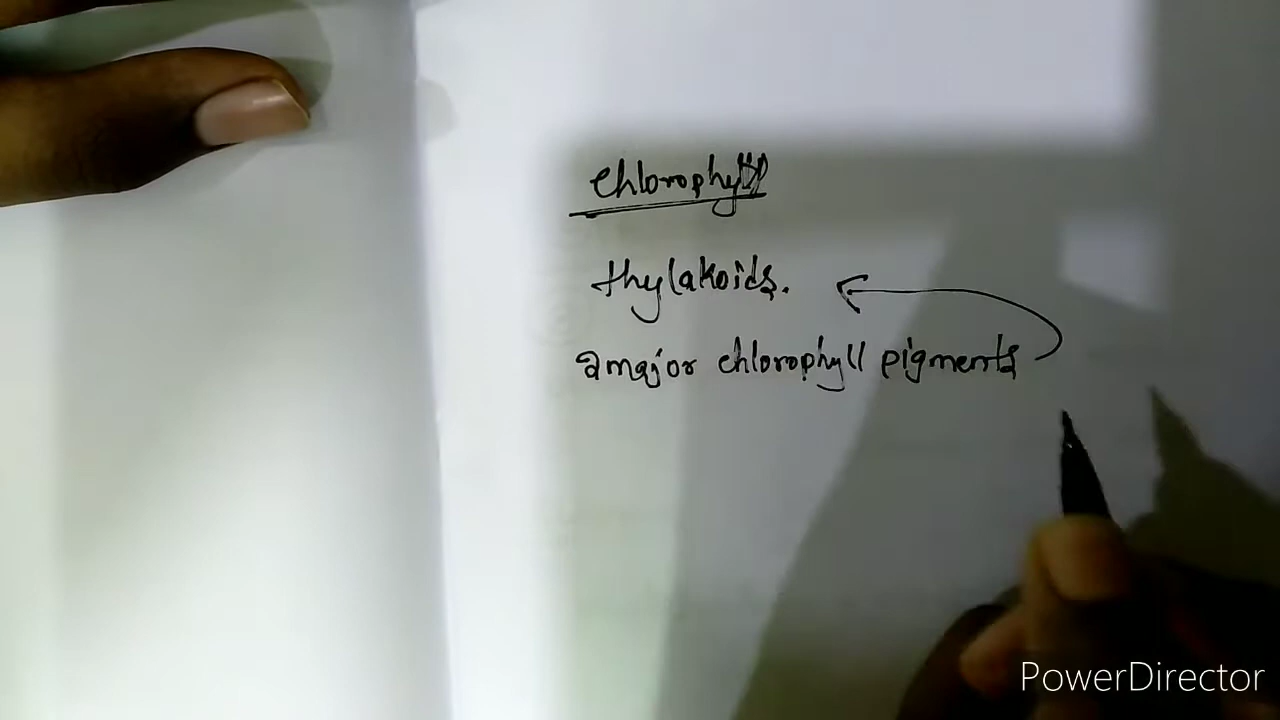 chlorophyll
thylakoids.
2 major chlorophyll pigments
PowerDirector